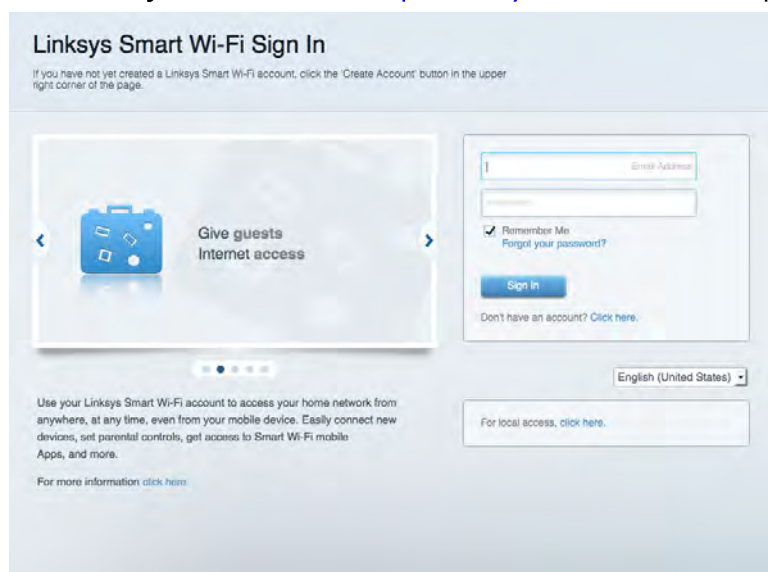 Linksys Smart Wi-Fi Sign In
If you have not yet created a Linksys Smart Wi-Fi account, click the 'Create Account' button in the upper
right corner of the page.
Give guests
Internet access
Email Address
Remember Me
Forgot your password?
Sign In
Don't have an account? Click here.
English (United States)
Use your Linksys Smart Wi-Fi account to access your home network from
anywhere, at any time, even from your mobile device. Easily connect new
devices, set parental controls, get access to Smart Wi-Fi mobile
Apps, and more.
For more information click here
For local access, click here.